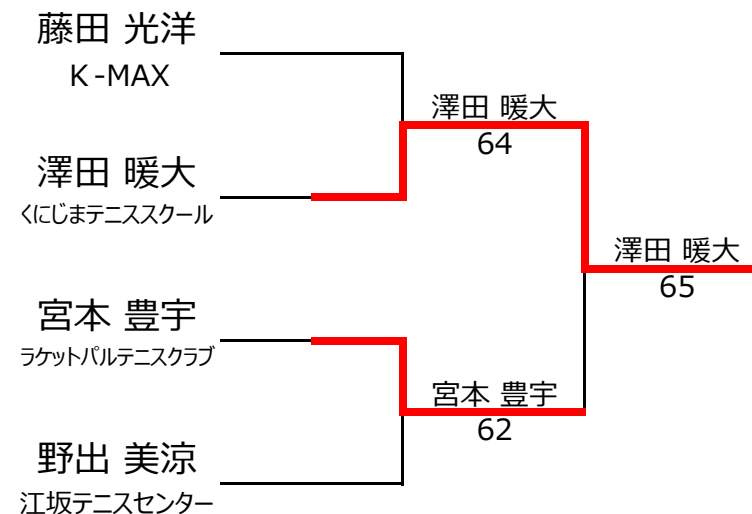 藤田 光洋
K-MAX
澤田 暖大
64
澤田 暖大
くにじまテニススクール
澤田 暖大
65
宮本 豊宇
ラケットパルテニスクラブ
宮本 豊宇
62
野出 美涼
江坂テニスセンター